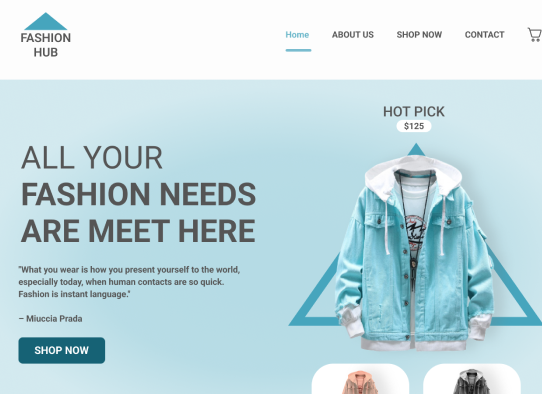 FASHION
HUB
Home
ABOUT US
SHOP NOW
CONTACT
HOT PICK
$125
ALL YOUR
FASHION NEEDS
ARE MEET HERE
"What you wear is how you present yourself to the world,
especially today, when human contacts are so quick.
Fashion is instant language."
– Miuccia Prada
SHOP NOW